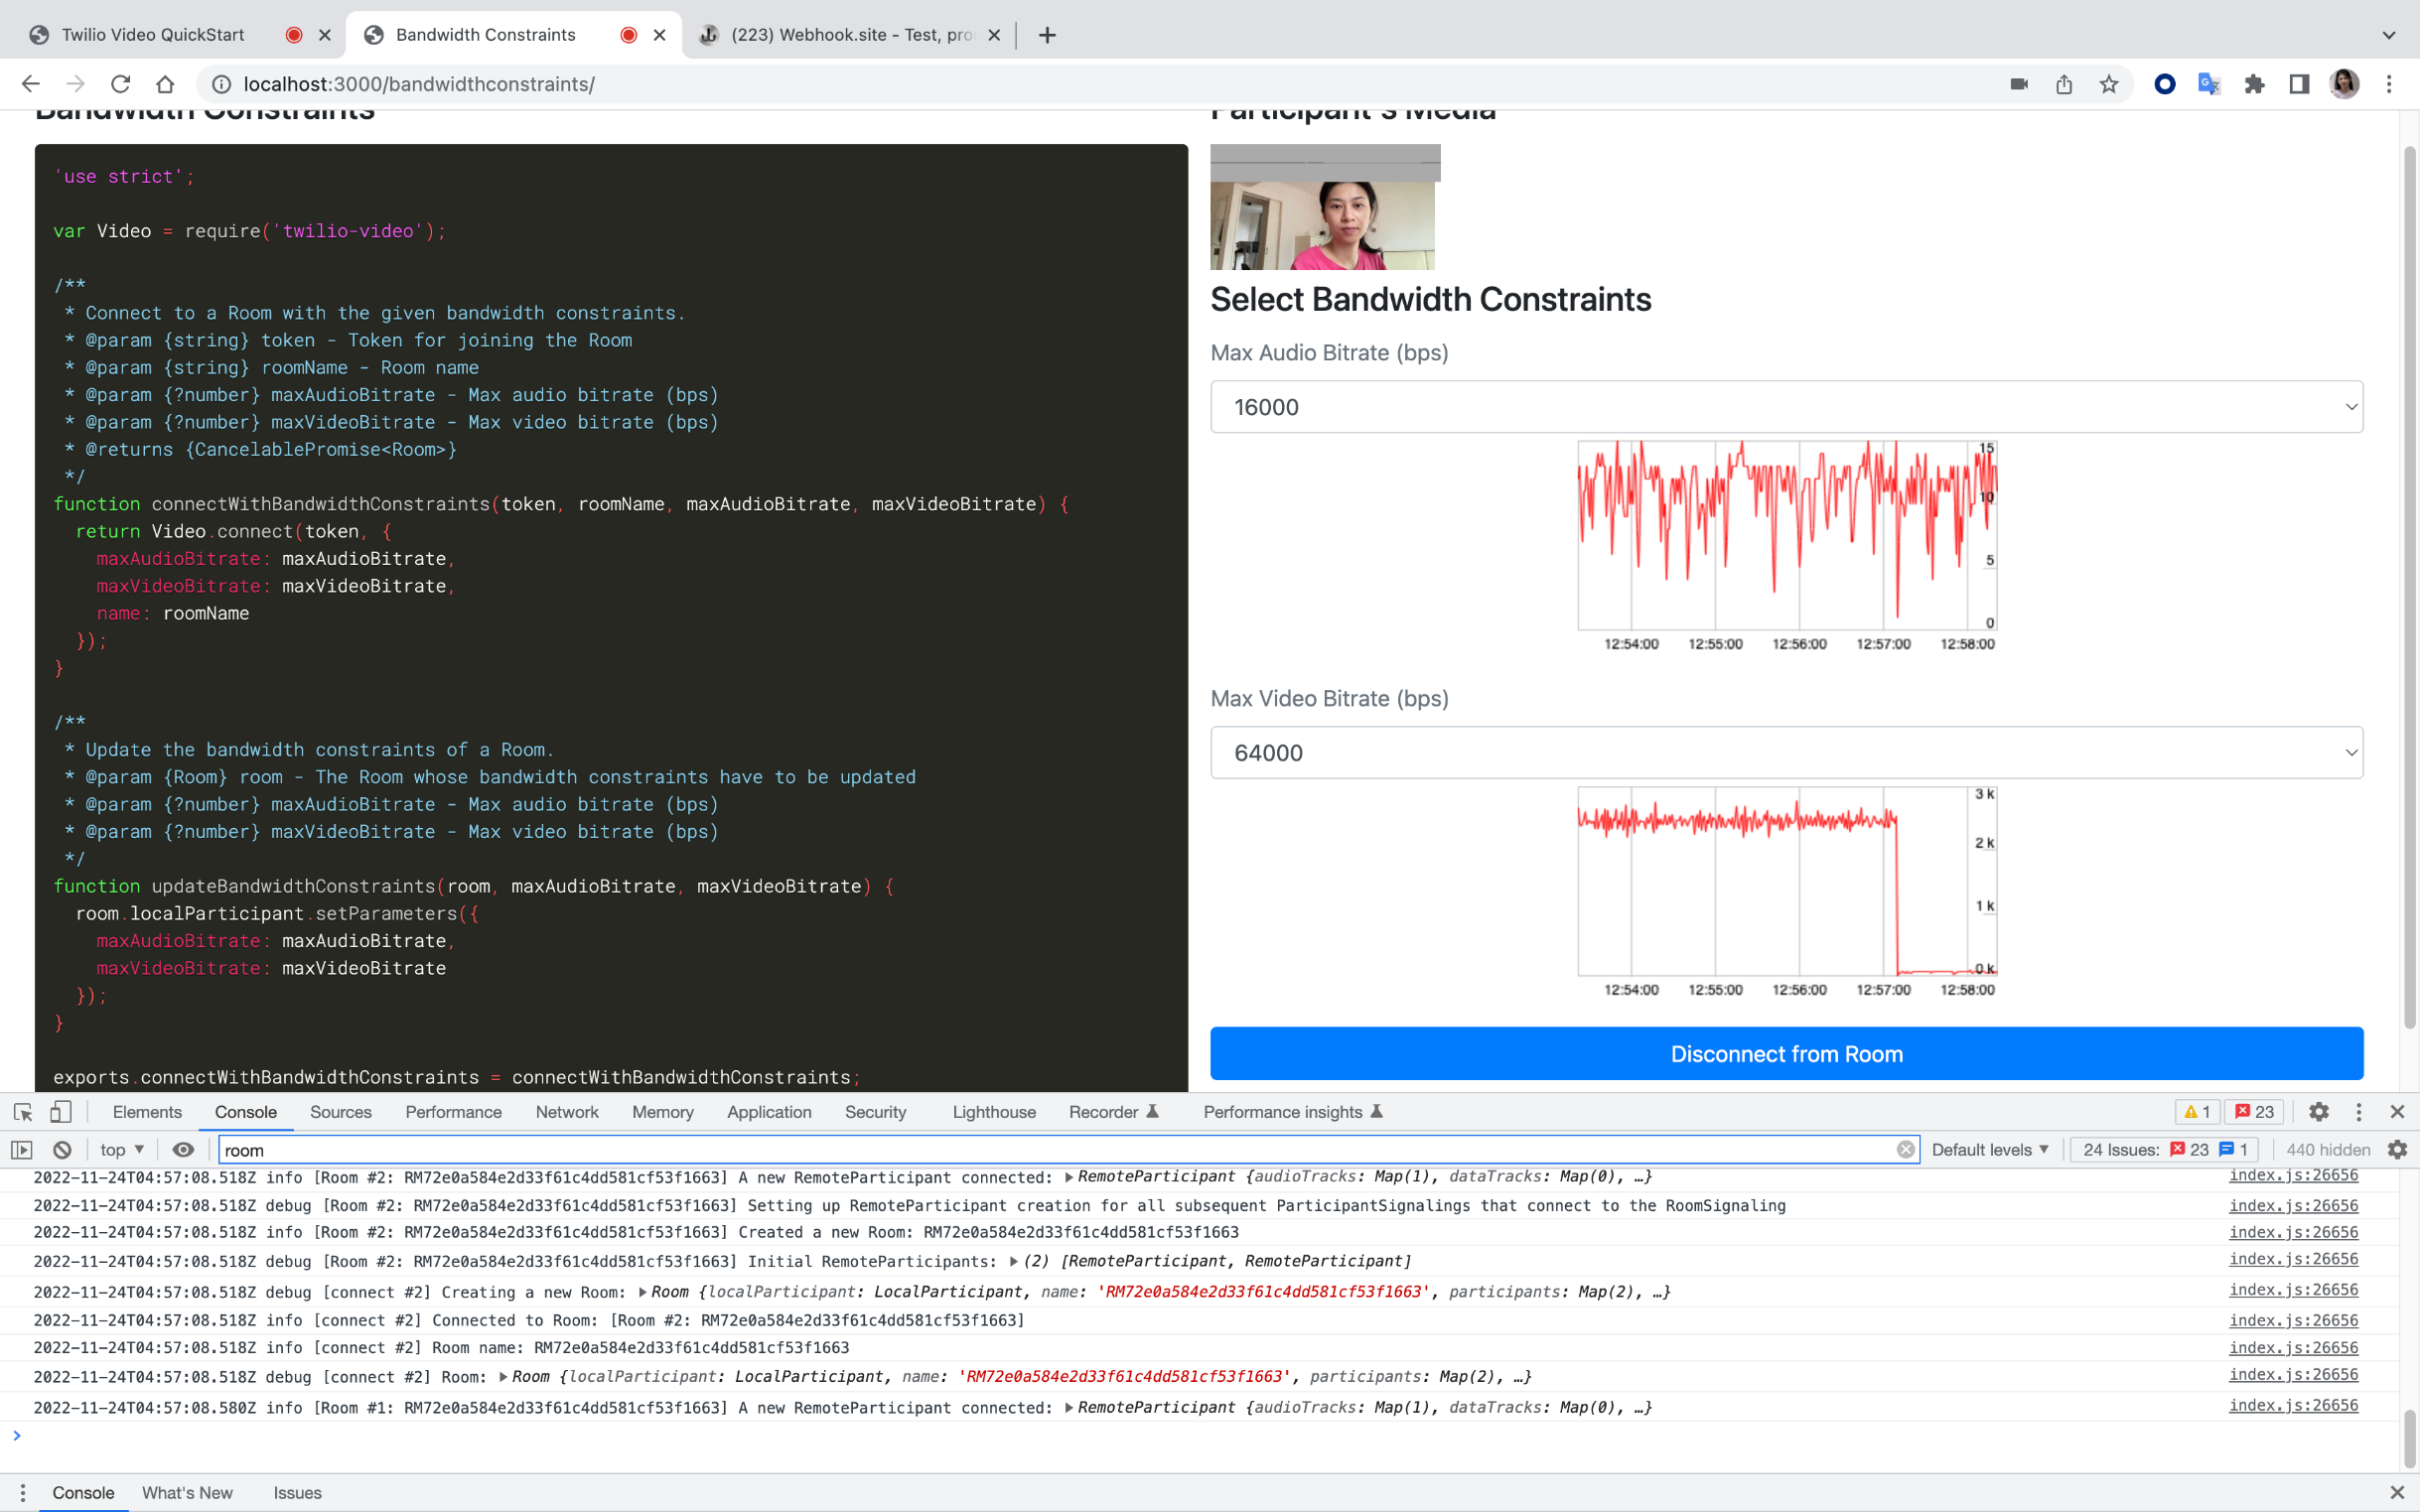 Twilio Video QuickStart
Bandwidth Constraints
(223) Webhook.site - Test, pro
localhost:3000/bandwidthconstraints/
Bandwidth Constraints
'use strict';
var Video = require('twilio-video');
/**
* Connect to a Room with the given bandwidth constraints.
* @param {string} token - Token for joining the Room
* @param {string} roomName - Room name
* @param {?number} maxAudioBitrate - Max audio bitrate (bps)
* @param {?number} maxVideoBitrate - Max video bitrate (bps)
* @returns {CancelablePromise<Room>}
*/
function connectWithBandwidthConstraints(token, roomName, maxAudioBitrate, maxVideoBitrate) {
return Video.connect(token, {
maxAudioBitrate: maxAudioBitrate,
maxVideoBitrate: maxVideoBitrate,
name: roomName
});
}
/**
* Update the bandwidth constraints of a Room.
* @param {Room} room - The Room whose bandwidth constraints have to be updated
* @param {?number} maxAudioBitrate - Max audio bitrate (bps)
* @param {?number} maxVideoBitrate - Max video bitrate (bps)
*/
function updateBandwidthConstraints(room, maxAudioBitrate, maxVideoBitrate) {
room.localParticipant.setParameters({
maxAudioBitrate: maxAudioBitrate,
maxVideoBitrate: maxVideoBitrate
});
}
exports.connectWithBandwidthConstraints = connectWithBandwidthConstraints;
Participant's Media
Select Bandwidth Constraints
Max Audio Bitrate (bps)
16000
15
10
5
0
12:54:00 12:55:00 12:56:00 12:57:00 12:58:00
Max Video Bitrate (bps)
64000
3 k
2 k
1 k
0 k
12:54:00 12:55:00 12:56:00 12:57:00 12:58:00
Disconnect from Room
Elements Console Sources Performance Network Memory Application Security Lighthouse Recorder Performance insights 1 23
top room Default levels 24 Issues: 23 1 440 hidden
2022-11-24T04:57:08.518Z info [Room #2: RM72e0a584e2d33f61c4dd581cf53f1663] A new RemoteParticipant connected: RemoteParticipant {audioTracks: Map(1), dataTracks: Map(0), …} index.js:26656
2022-11-24T04:57:08.518Z debug [Room #2: RM72e0a584e2d33f61c4dd581cf53f1663] Setting up RemoteParticipant creation for all subsequent ParticipantSignalings that connect to the RoomSignaling index.js:26656
2022-11-24T04:57:08.518Z info [Room #2: RM72e0a584e2d33f61c4dd581cf53f1663] Created a new Room: RM72e0a584e2d33f61c4dd581cf53f1663 index.js:26656
2022-11-24T04:57:08.518Z debug [Room #2: RM72e0a584e2d33f61c4dd581cf53f1663] Initial RemoteParticipants: (2) [RemoteParticipant, RemoteParticipant] index.js:26656
2022-11-24T04:57:08.518Z debug [connect #2] Creating a new Room: Room {localParticipant: LocalParticipant, name: 'RM72e0a584e2d33f61c4dd581cf53f1663', participants: Map(2), …} index.js:26656
2022-11-24T04:57:08.518Z info [connect #2] Connected to Room: [Room #2: RM72e0a584e2d33f61c4dd581cf53f1663] index.js:26656
2022-11-24T04:57:08.518Z info [connect #2] Room name: RM72e0a584e2d33f61c4dd581cf53f1663 index.js:26656
2022-11-24T04:57:08.518Z debug [connect #2] Room: Room {localParticipant: LocalParticipant, name: 'RM72e0a584e2d33f61c4dd581cf53f1663', participants: Map(2), …} index.js:26656
2022-11-24T04:57:08.580Z info [Room #1: RM72e0a584e2d33f61c4dd581cf53f1663] A new RemoteParticipant connected: RemoteParticipant {audioTracks: Map(1), dataTracks: Map(0), …} index.js:26656
Console What's New Issues